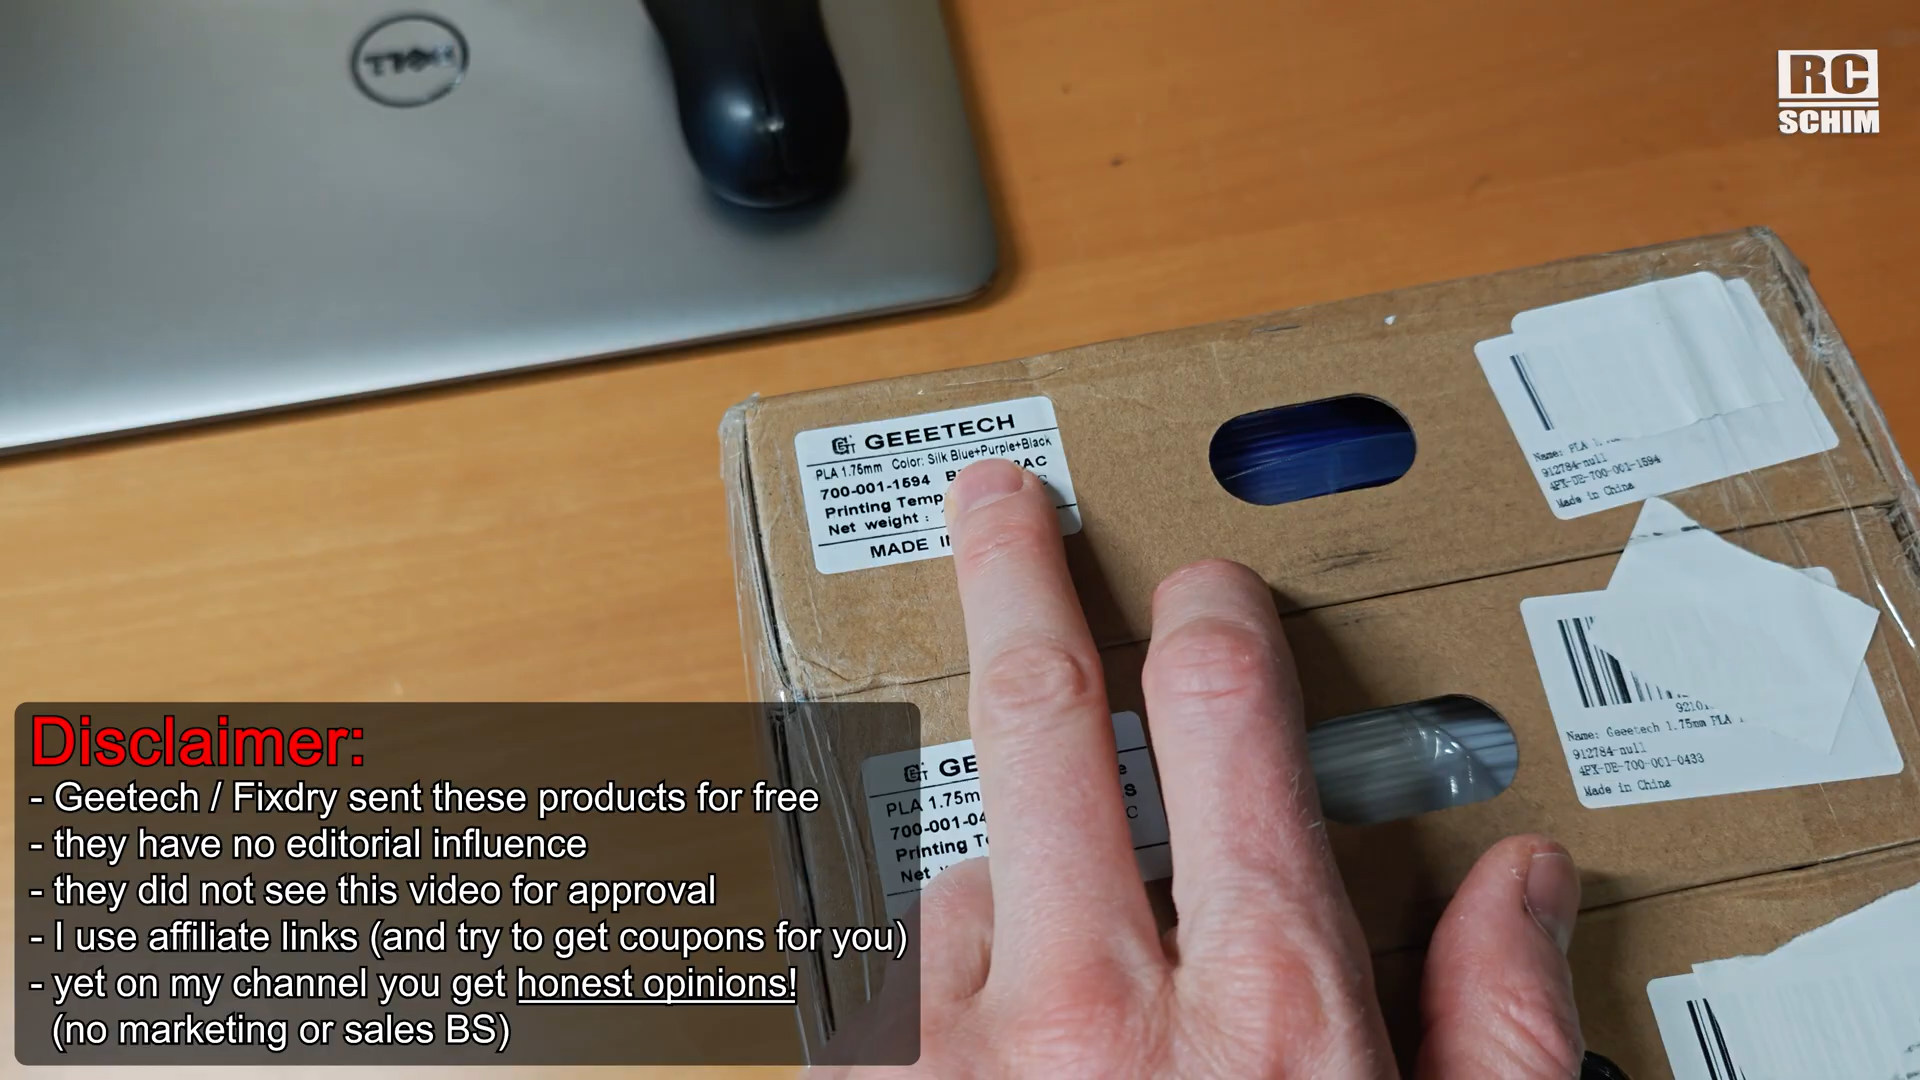 DELL
RC
SCHIM
GEEETECH
PLA 1.75mm Color: Silk Blue+Purple+Black
700-001-1594
Printing Temp
Net weight :
MADE
Name: PLA
912784-null
4PX-DE-700-001-1594
Made in China
Name: Geeetech 1.75mm PLA
912784-null
4PX-DE-700-001-0433
Made in China
GE
PLA 1.75m
700-001-04
Printing
Net
Disclaimer:
- Geetech / Fixdry sent these products for free
- they have no editorial influence
- they did not see this video for approval
- I use affiliate links (and try to get coupons for you)
- yet on my channel you get honest opinions!
(no marketing or sales BS)